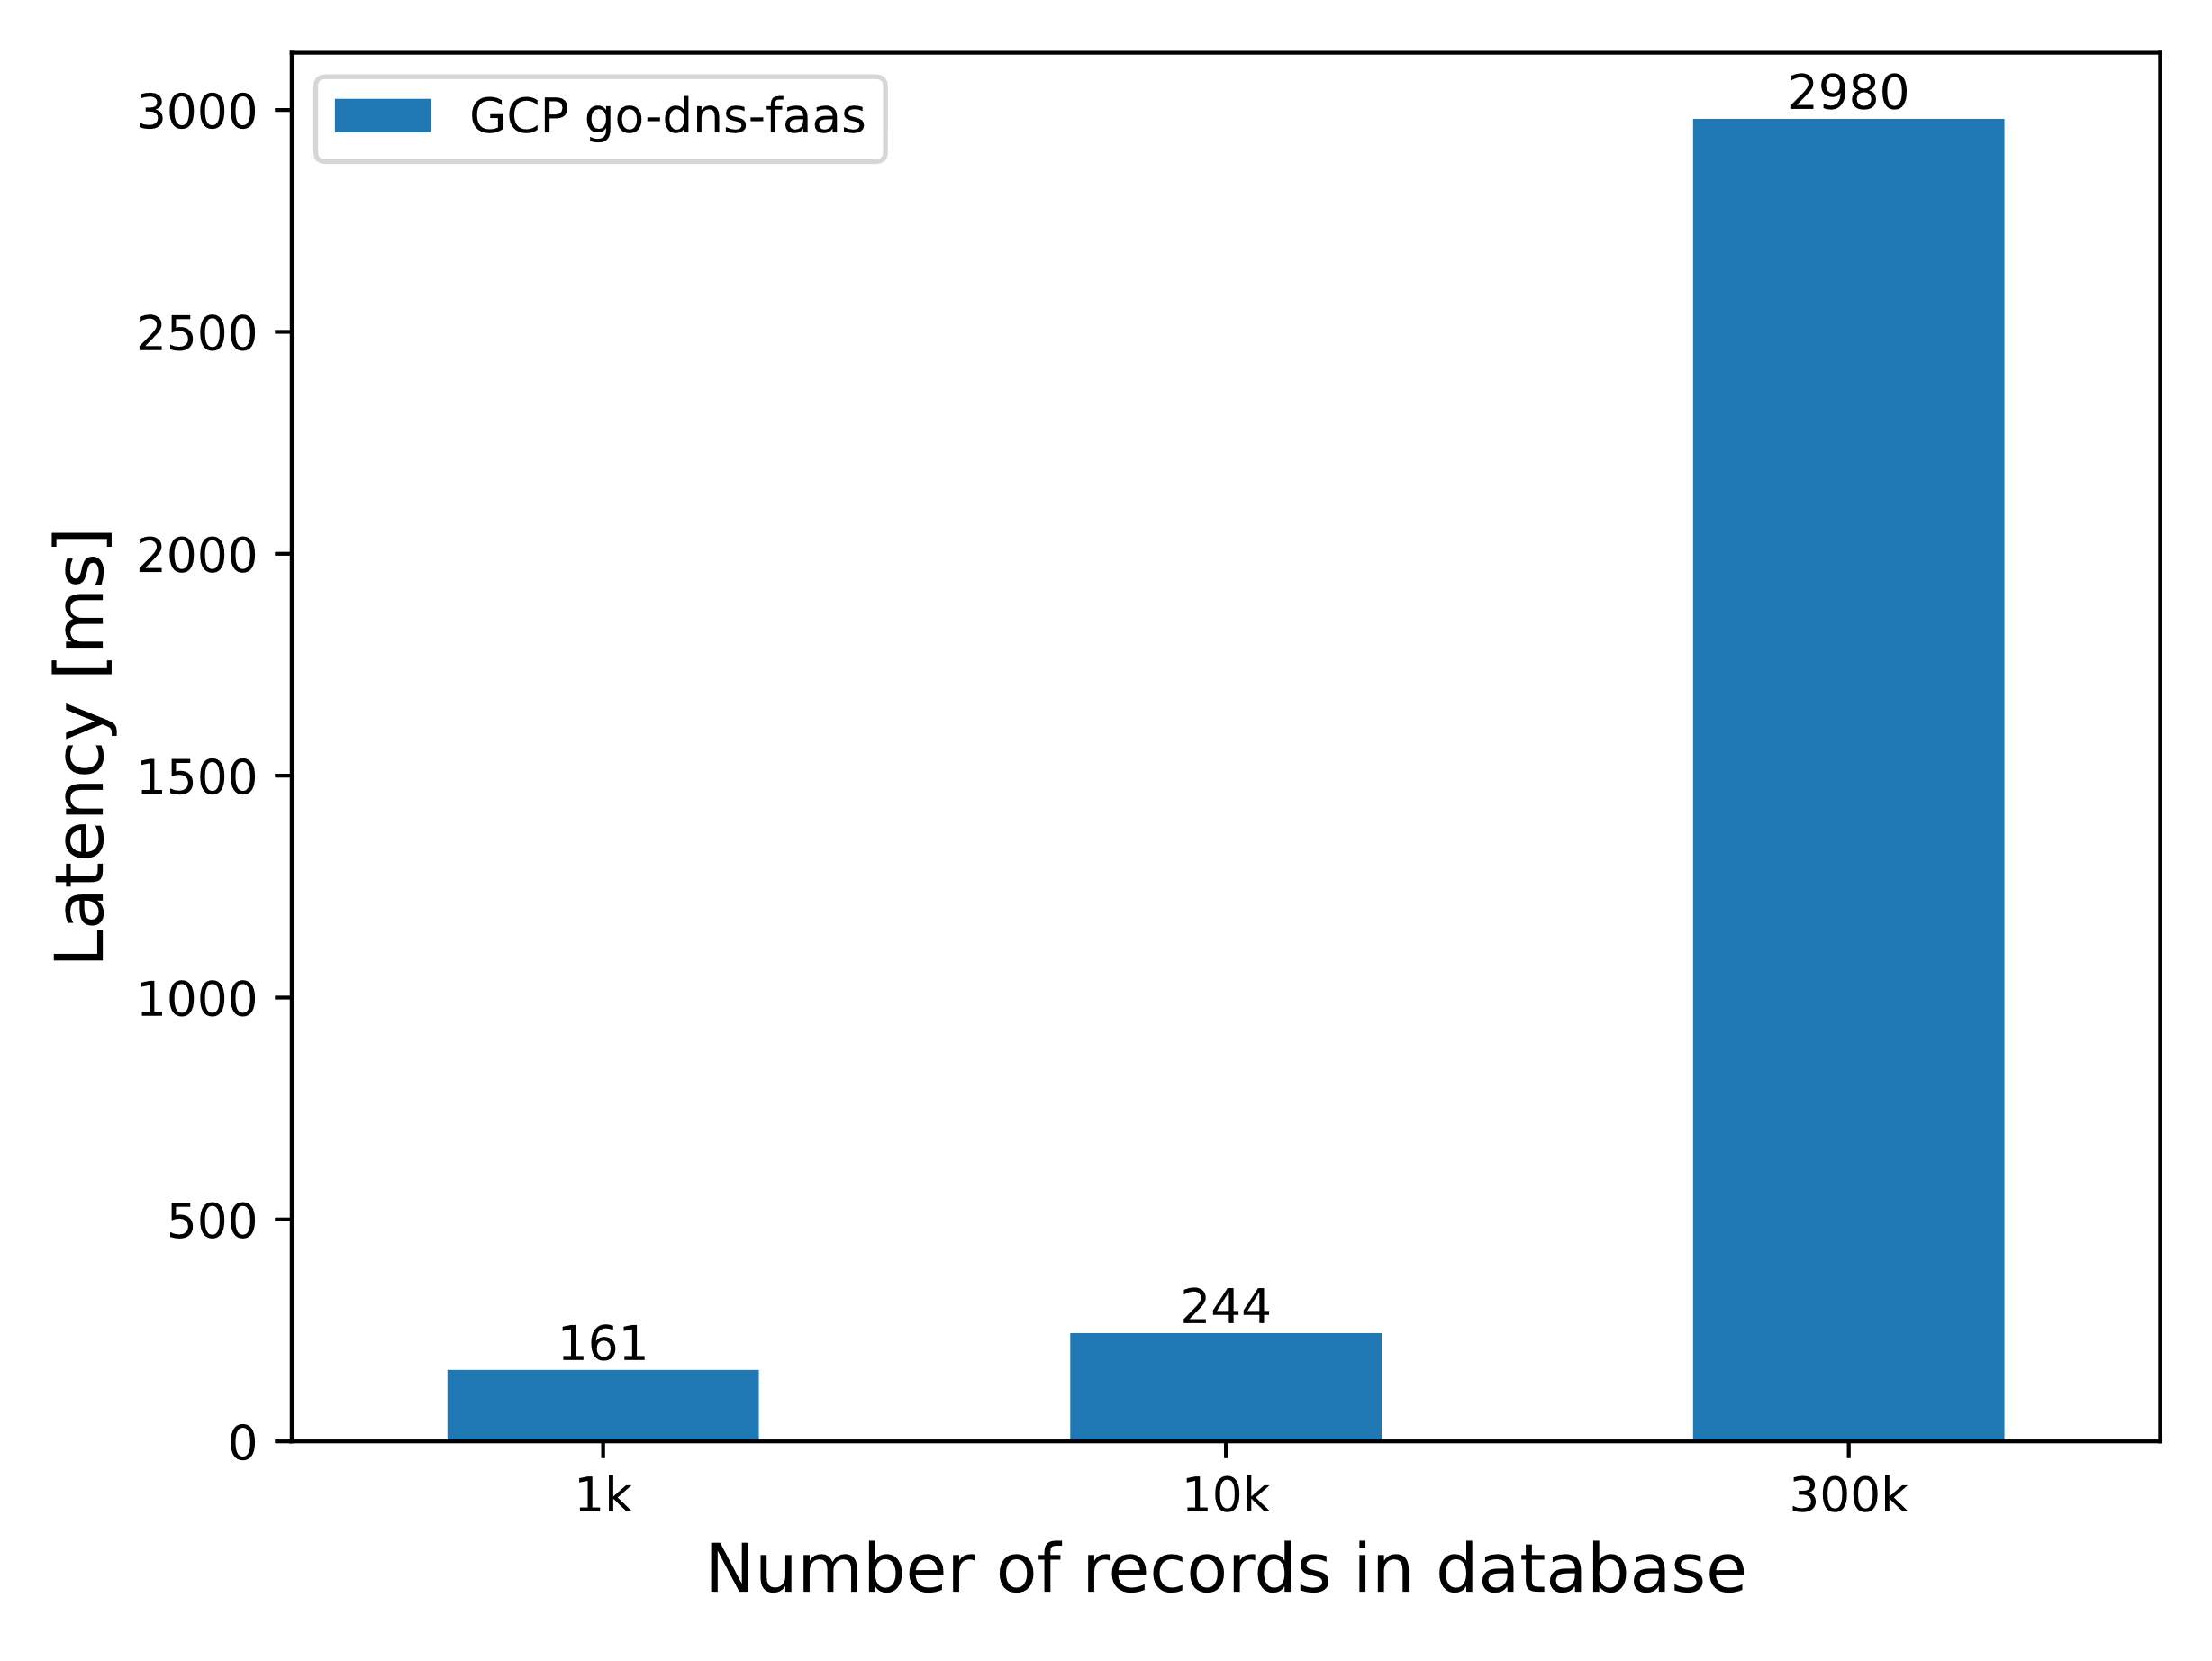 GCP go-dns-faas
3000
2500
2000
1500
1000
500
0
Latency [ms]
161
244
2980
1k
10k
300k
Number of records in database